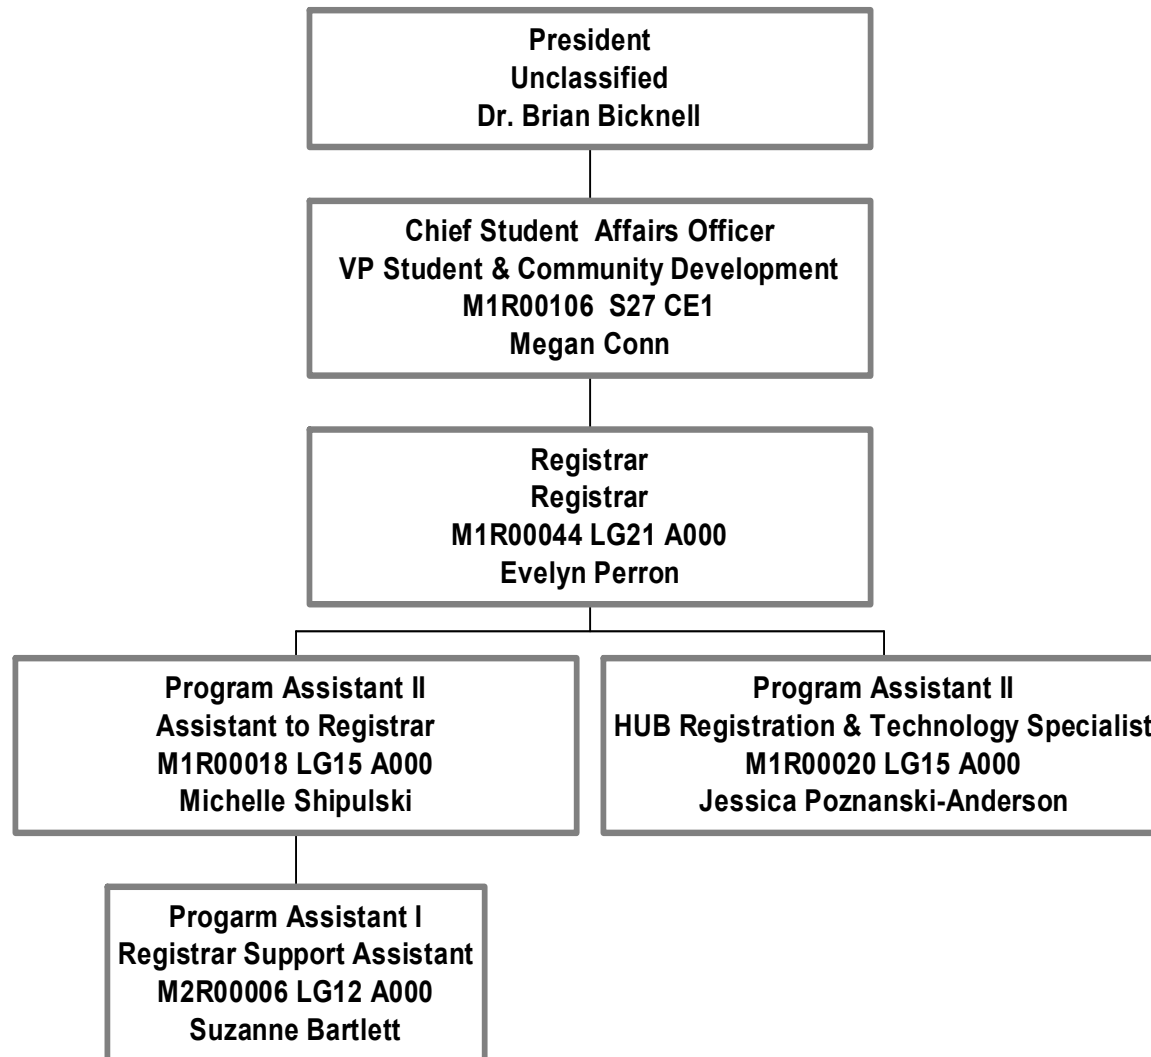 President
Unclassified
Dr. Brian Bicknell
Chief Student  Affairs Officer
VP Student & Community Development
M1R00106  S27 CE1
Megan Conn
Registrar
Registrar
M1R00044 LG21 A000
Evelyn Perron
Program Assistant II
Assistant to Registrar
M1R00018 LG15 A000
Michelle Shipulski
Program Assistant II
HUB Registration & Technology Specialist
M1R00020 LG15 A000
Jessica Poznanski-Anderson
Progarm Assistant I
Registrar Support Assistant
M2R00006 LG12 A000
Suzanne Bartlett